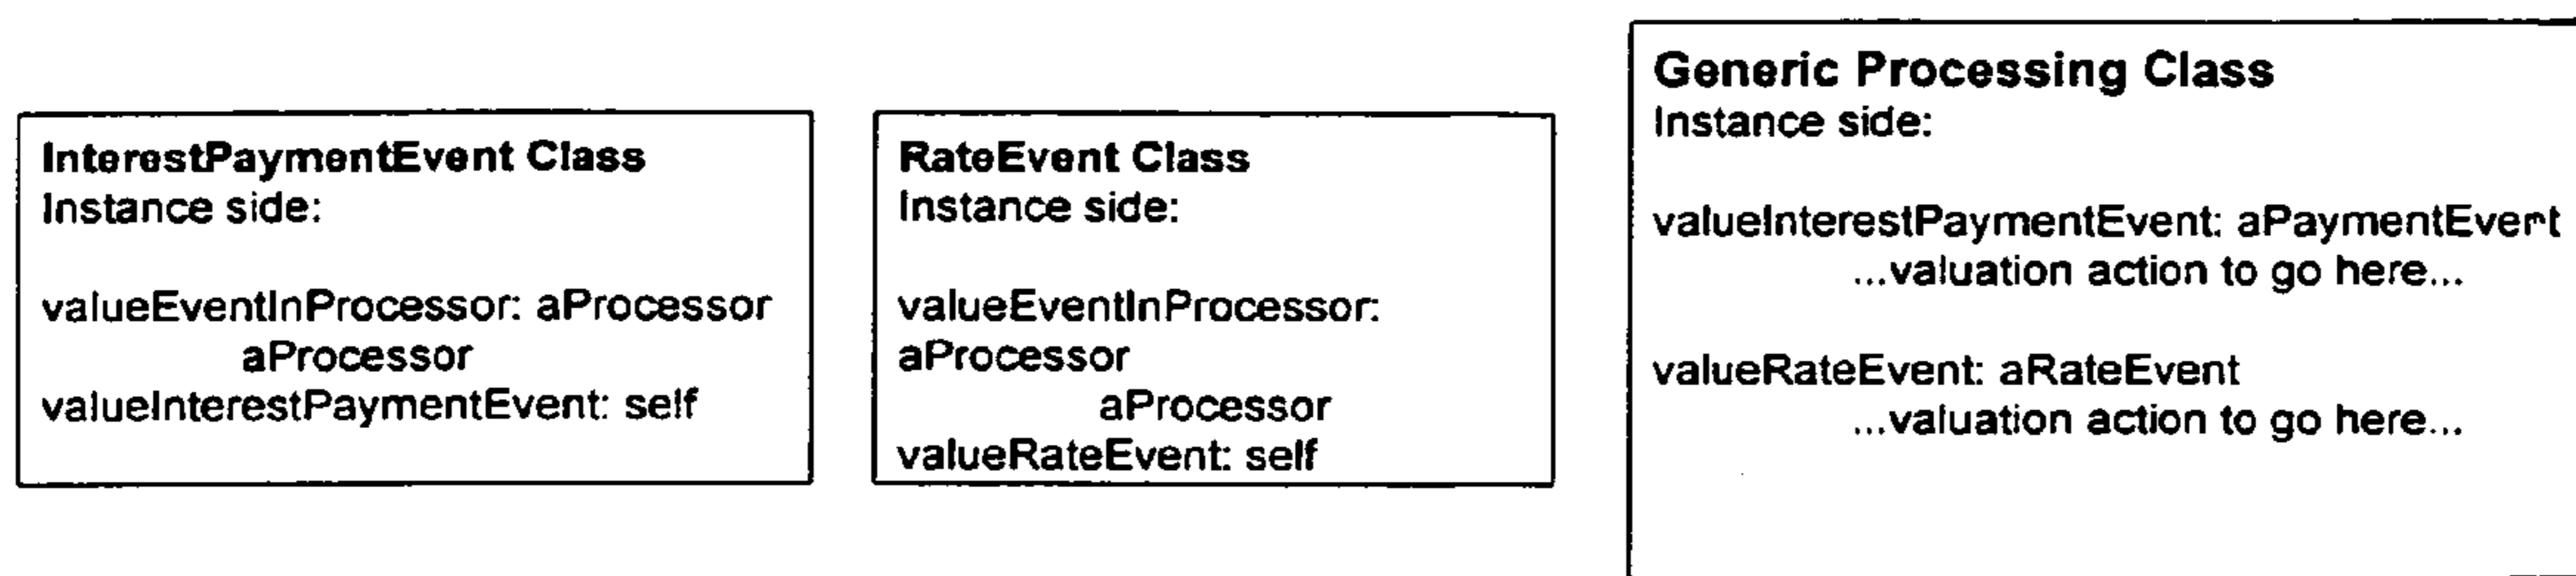 InterestPaymentEvent Class
Instance side:
valueEventInProcessor: aProcessor
aProcessor
valueInterestPaymentEvent: self
RateEvent Class
Instance side:
valueEventInProcessor:
aProcessor
aProcessor
valueRateEvent: self
Generic Processing Class
Instance side:
valueInterestPaymentEvent: aPaymentEvent
...valuation action to go here...
valueRateEvent: aRateEvent
...valuation action to go here...